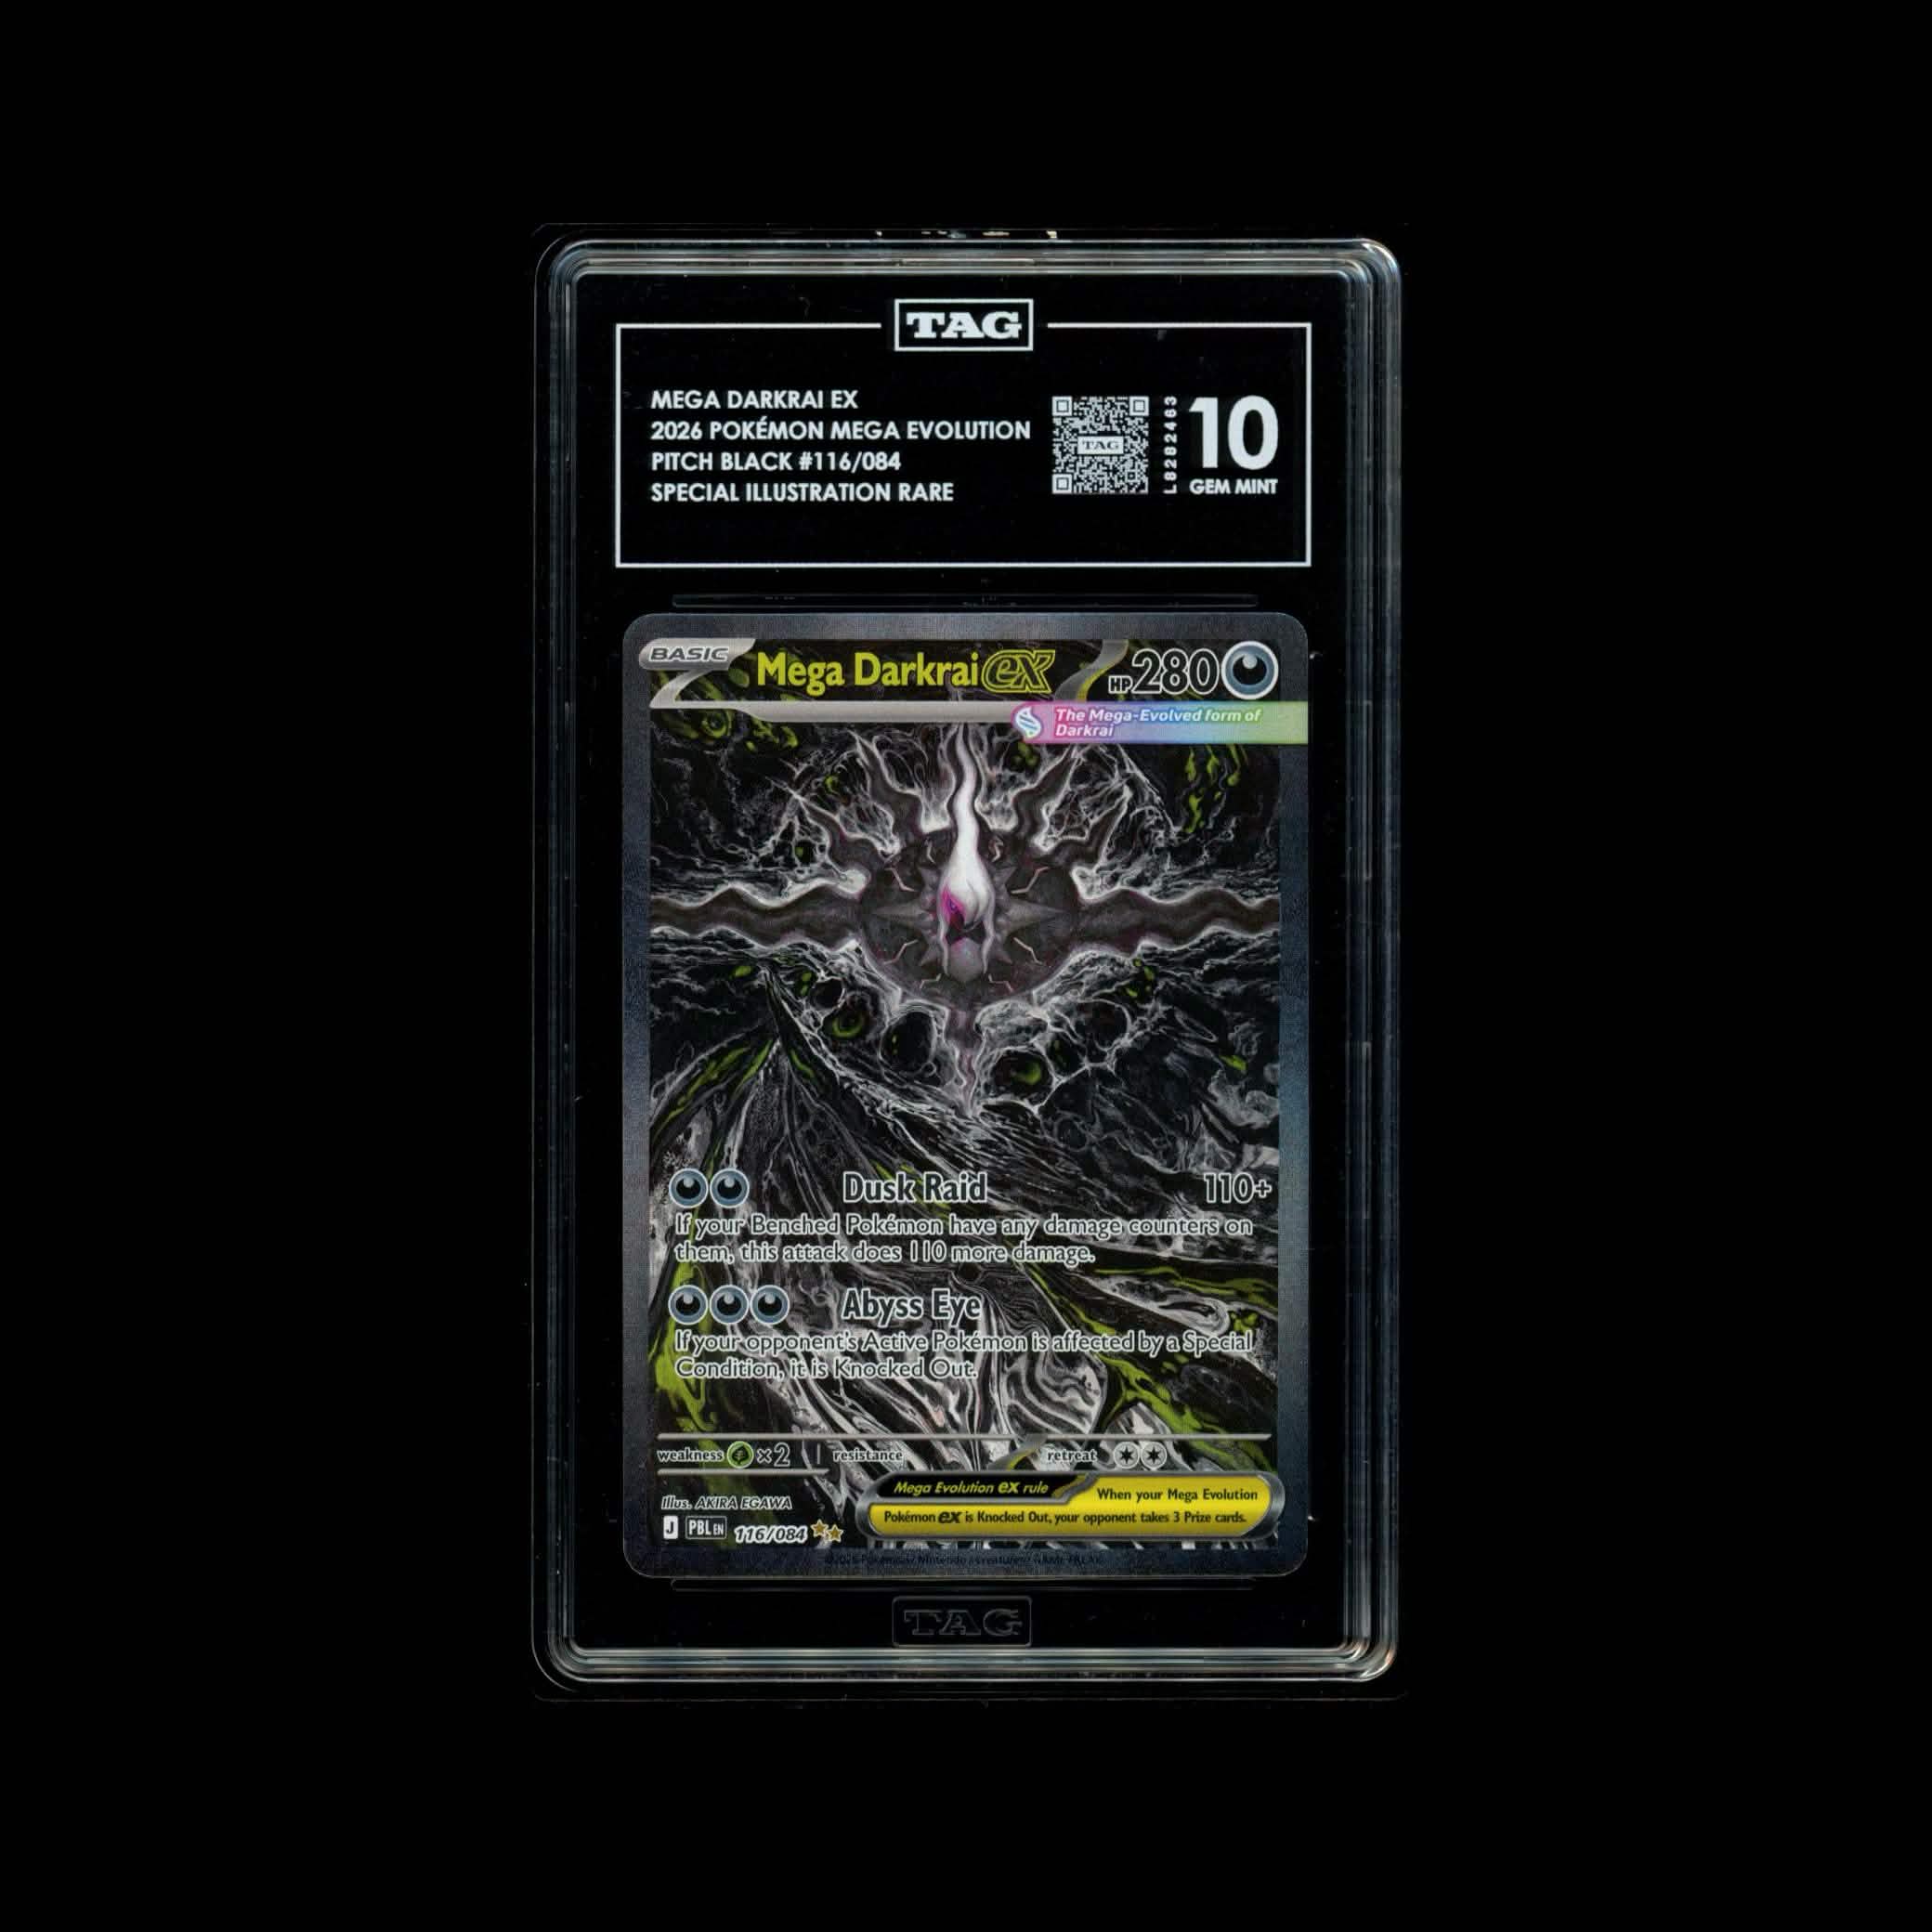 TAG
MEGA DARKRAI EX
2026 POKÉMON MEGA EVOLUTION
PITCH BLACK #116/084
SPECIAL ILLUSTRATION RARE
TAG
L8282463
10
GEM MINT
BASIC
Mega Darkrai ex
HP 280
The Mega-Evolved form of
Darkrai
Dusk Raid 110+
If your Benched Pokémon have any damage counters on
them, this attack does 110 more damage.
Abyss Eye
If your opponent's Active Pokémon is affected by a Special
Condition, it is Knocked Out.
weakness ×2 resistance retreat
Mega Evolution ex rule
When your Mega Evolution
Pokémon ex is Knocked Out, your opponent takes 3 Prize cards.
Illus. AKIRA EGAWA
J PBL EN 116/084
TAG